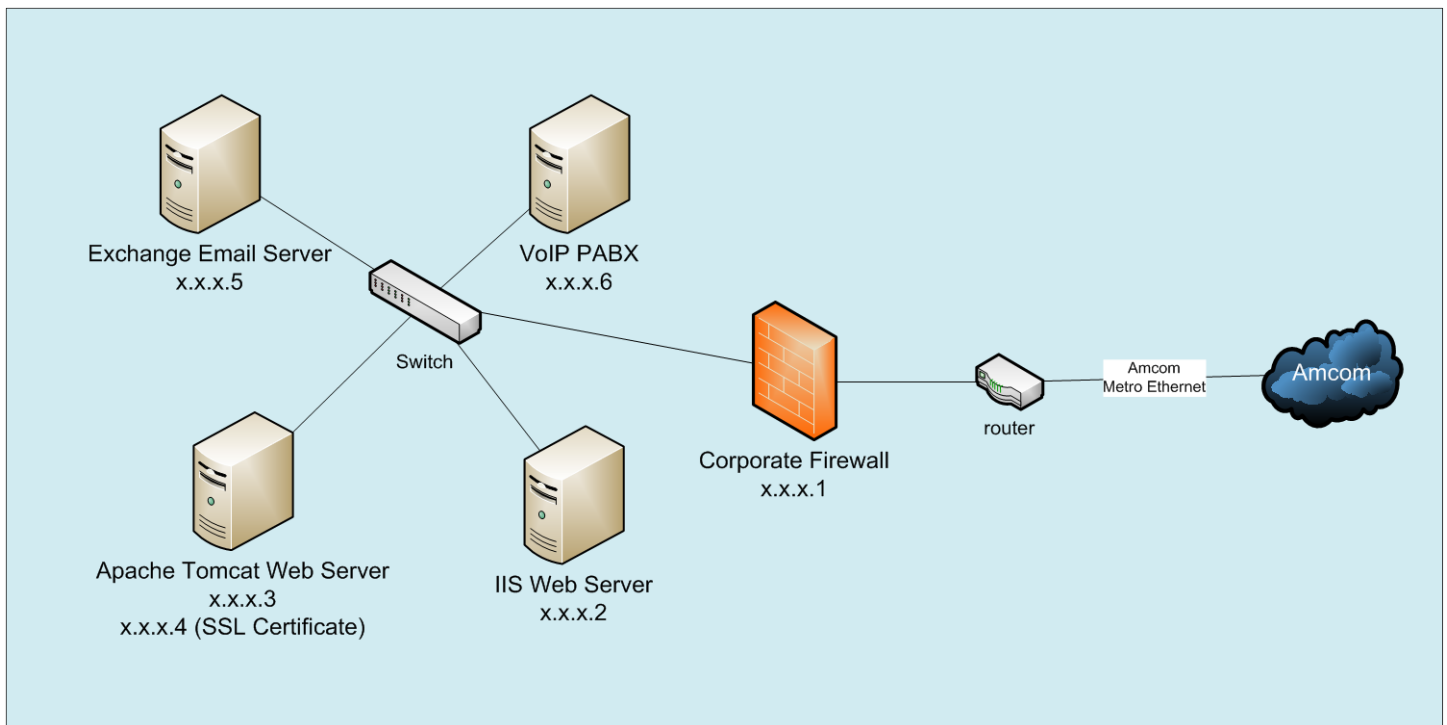 Exchange Email Server
x.x.x.5
VoIP PABX
x.x.x.6
Switch
Corporate Firewall
x.x.x.1
router
Amcom
Metro Ethernet
Amcom
Apache Tomcat Web Server
x.x.x.3
x.x.x.4 (SSL Certificate)
IIS Web Server
x.x.x.2